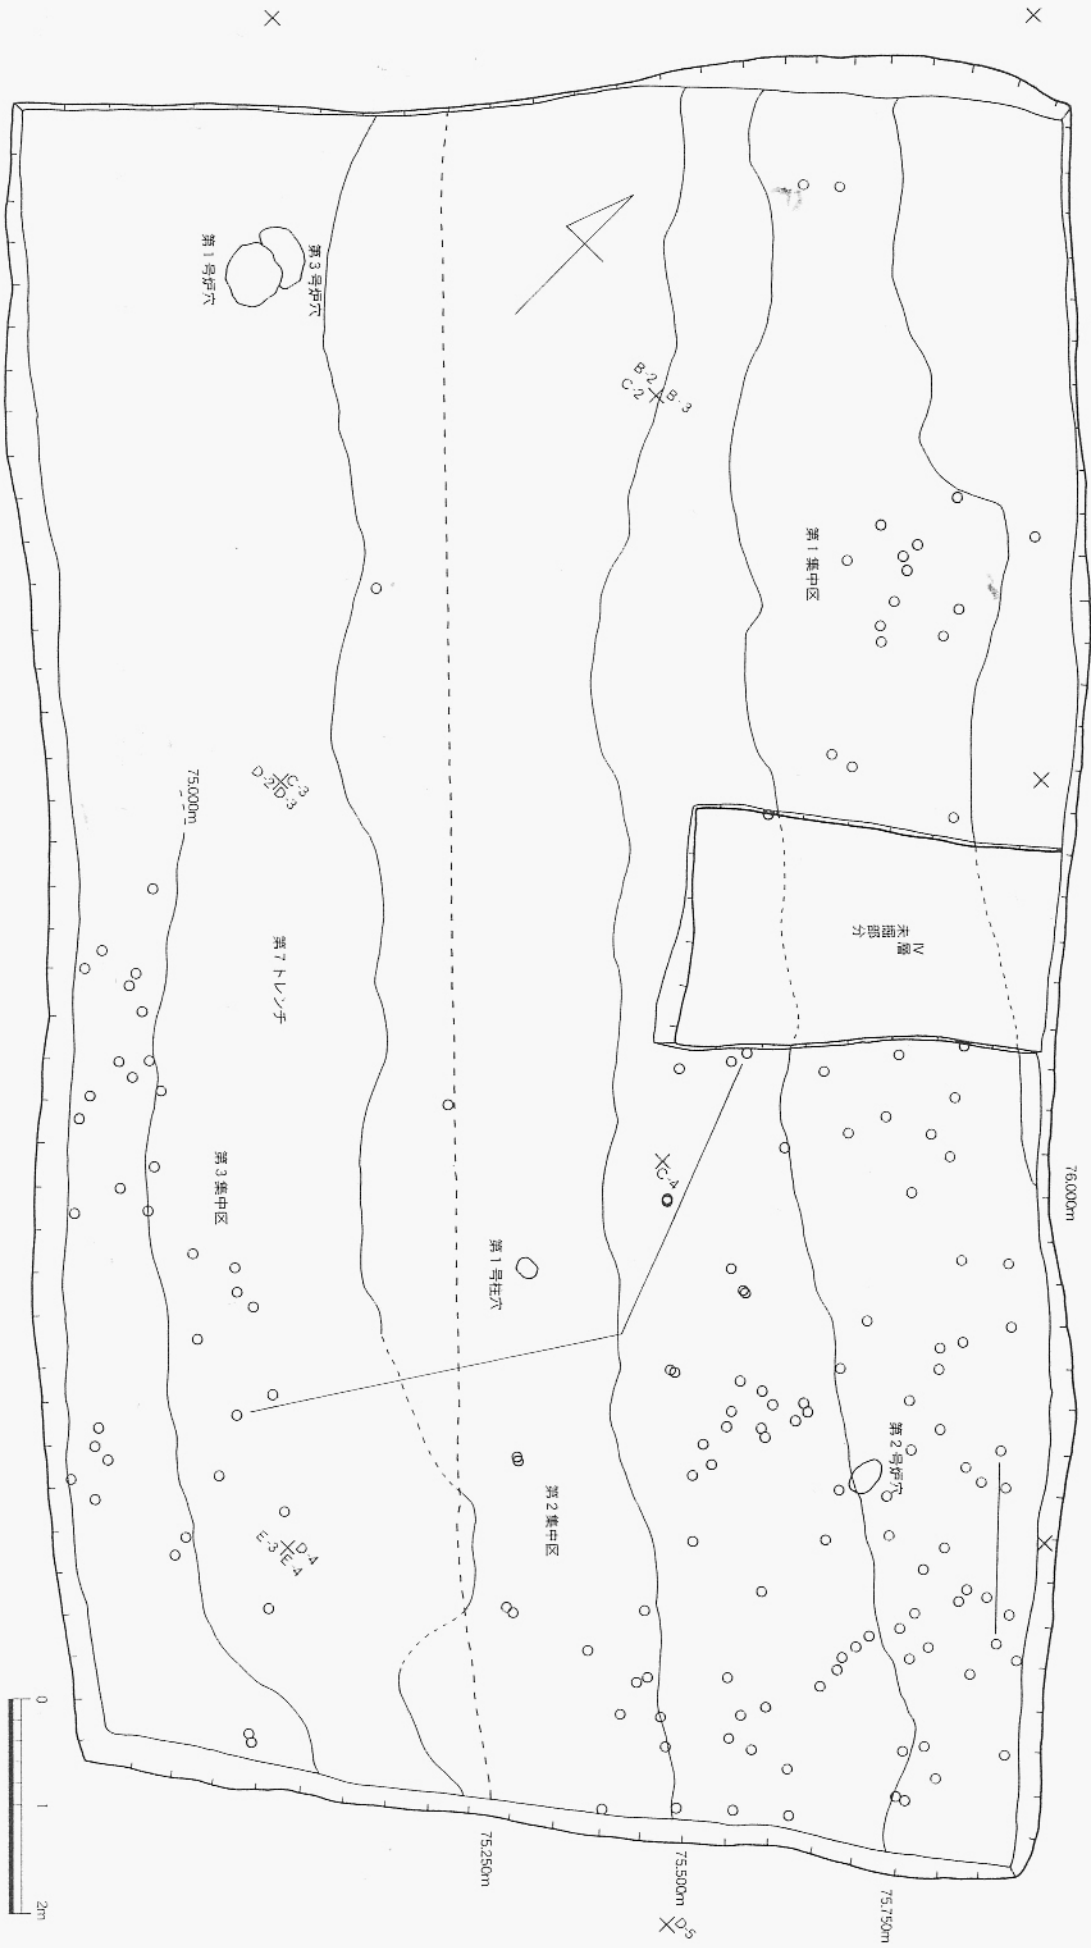 第1号炉穴
第3号炉穴
B-2
B-3
C-2
第1集中区
75.000m
C-3
D-2
D-3
第7トレンチ
Ⅳ層
未掘部分
第3集中区
C-4
76.000m
第1号柱穴
第2号炉穴
第2集中区
D-4
E-3
E-4
75.250m
75.500m
75.750m
D-5
0 1 2m